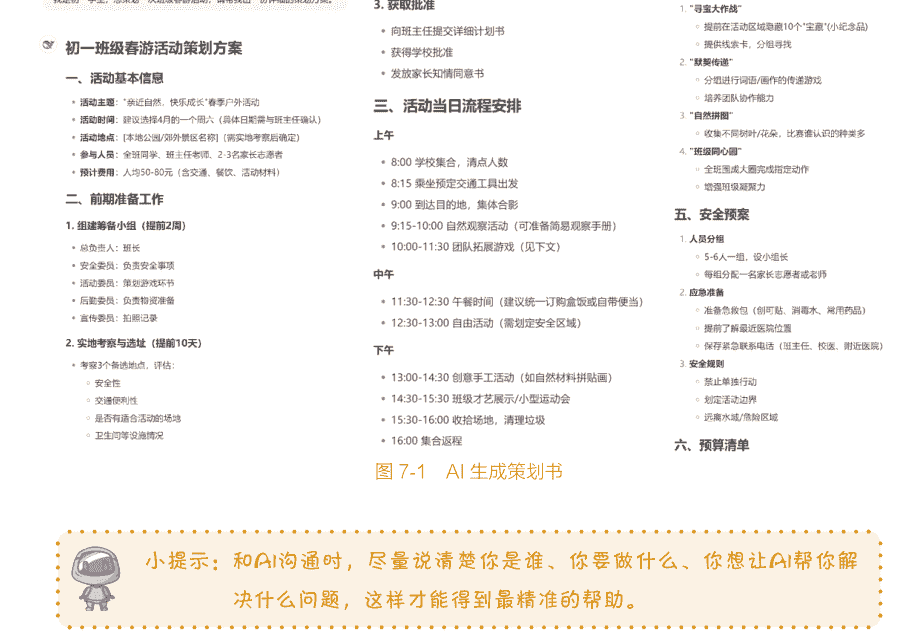 我是初一学生，想策划一次班级春游活动，请帮我出一份详细的策划方案。
初一班级春游活动策划方案
一、活动基本信息
• 活动主题："亲近自然，快乐成长"春季户外活动
• 活动时间：建议选择4月的一个周六（具体日期需与班主任确认）
• 活动地点：[本地公园/郊外景区名称]（需实地考察后确定）
• 参与人员：全班同学、班主任老师、2-3名家长志愿者
• 预计费用：人均50-80元（含交通、餐饮、活动材料）
二、前期准备工作
1. 组建筹备小组（提前2周）
• 总负责人：班长
• 安全委员：负责安全事项
• 活动委员：策划游戏环节
• 后勤委员：负责物资准备
• 宣传委员：拍照记录
2. 实地考察与选址（提前10天）
• 考察3个备选地点，评估：
◦ 安全性
◦ 交通便利性
◦ 是否有适合活动的场地
◦ 卫生间等设施情况
3. 获取批准
• 向班主任提交详细计划书
• 获得学校批准
• 发放家长知情同意书
三、活动当日流程安排
上午
• 8:00 学校集合，清点人数
• 8:15 乘坐预定交通工具出发
• 9:00 到达目的地，集体合影
• 9:15-10:00 自然观察活动（可准备简易观察手册）
• 10:00-11:30 团队拓展游戏（见下文）
中午
• 11:30-12:30 午餐时间（建议统一订购盒饭或自带便当）
• 12:30-13:00 自由活动（需划定安全区域）
下午
• 13:00-14:30 创意手工活动（如自然材料拼贴画）
• 14:30-15:30 班级才艺展示/小型运动会
• 15:30-16:00 收拾场地，清理垃圾
• 16:00 集合返程
1. "寻宝大作战"
◦ 提前在活动区域隐藏10个"宝藏"(小纪念品)
◦ 提供线索卡，分组寻找
2. "默契传递"
◦ 分组进行词语/画作的传递游戏
◦ 培养团队协作能力
3. "自然拼图"
◦ 收集不同树叶/花朵，比赛谁认识的种类多
4. "班级同心圆"
◦ 全班围成大圈完成指定动作
◦ 增强班级凝聚力
五、安全预案
1. 人员分组
◦ 5-6人一组，设小组长
◦ 每组分配一名家长志愿者或老师
2. 应急准备
◦ 准备急救包（创可贴、消毒水、常用药品）
◦ 提前了解最近医院位置
◦ 保存紧急联系电话（班主任、校医、附近医院）
3. 安全规则
◦ 禁止单独行动
◦ 划定活动边界
◦ 远离水域/危险区域
六、预算清单
图 7-1 AI 生成策划书
小提示：和AI沟通时，尽量说清楚你是谁、你要做什么、你想让AI帮你解
决什么问题，这样才能得到最精准的帮助。